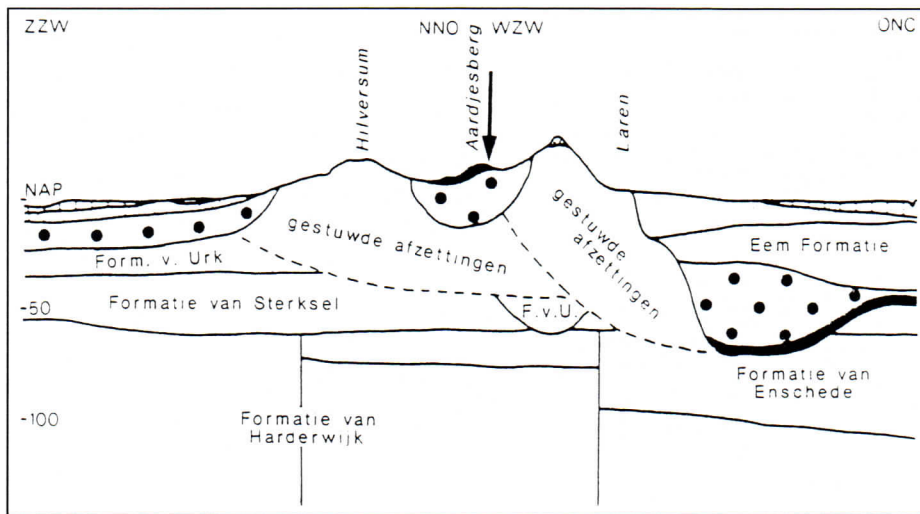 ZZW
NNO
WZW
ONO
Hilversum
Aardjesberg
Laren
NAP
gestuwde afzettingen
gestuwde
afzettingen
Eem Formatie
Form. v. Urk
-50
Formatie van Sterksel
F.v.U.
Formatie van
Enschede
-100
Formatie van
Harderwijk